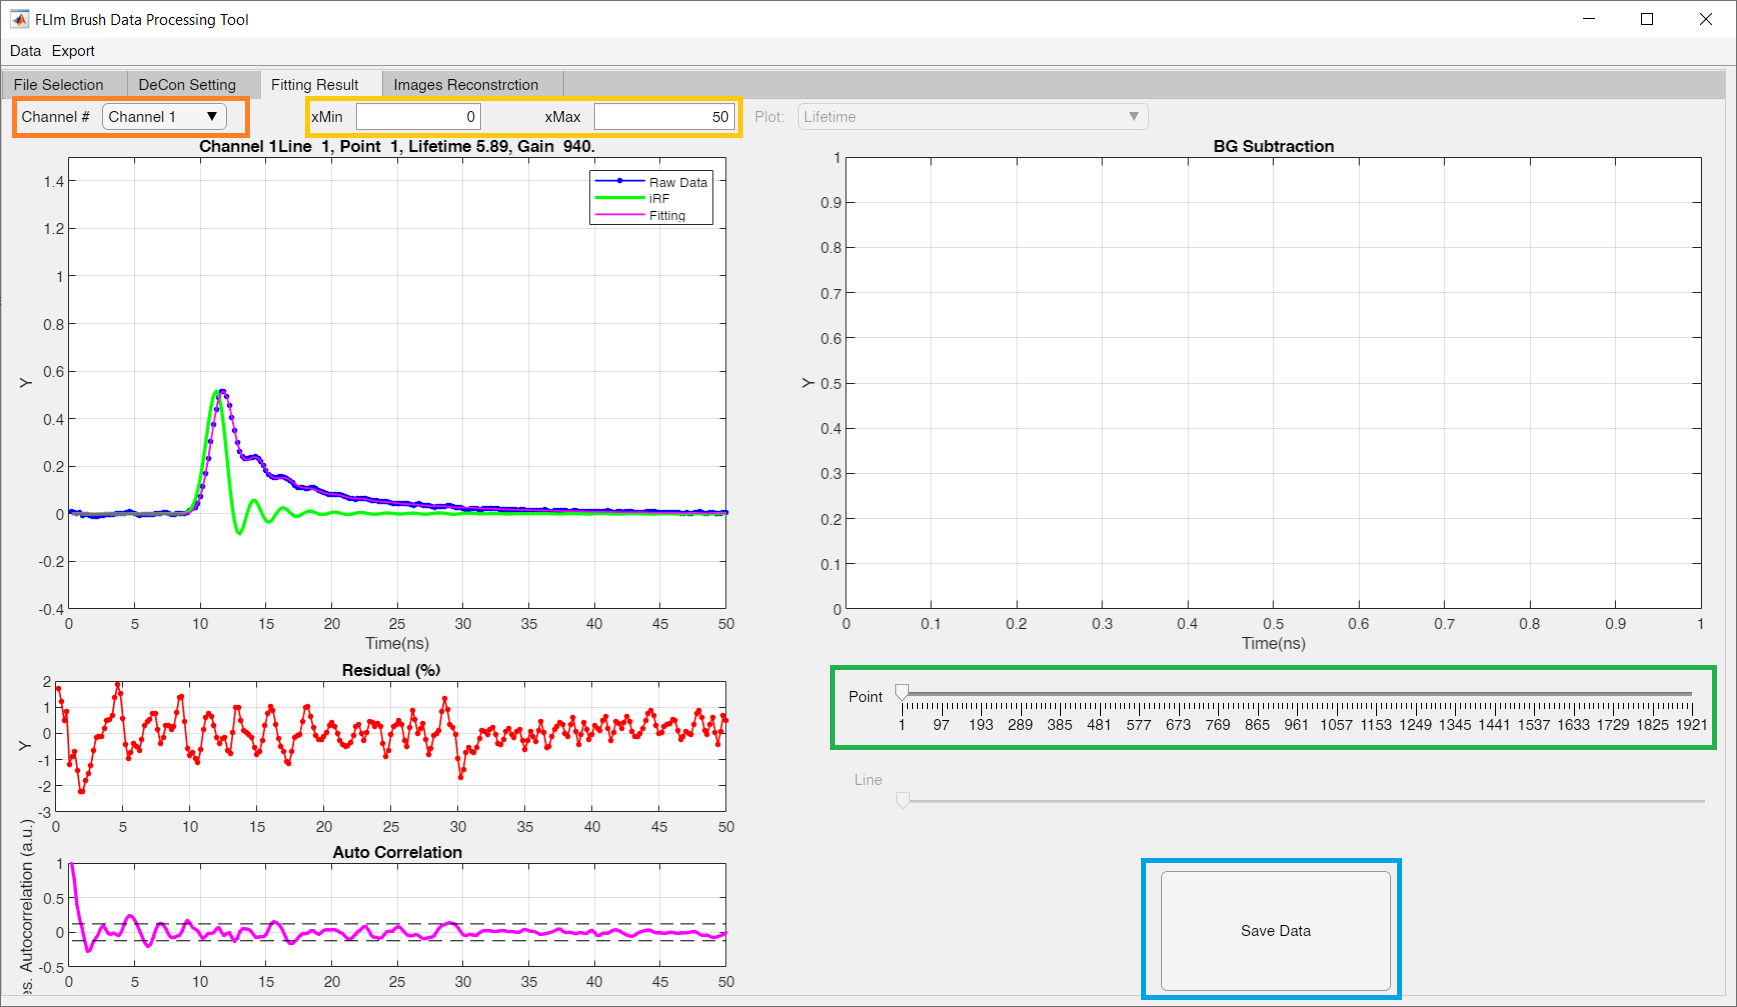 FLIm Brush Data Processing Tool
Data Export
File Selection DeCon Setting Fitting Result Images Reconstrction
Channel # Channel 1 xMin 0 xMax 50 Plot: Lifetime
Channel 1Line 1, Point 1, Lifetime 5.89, Gain 940.
Raw Data
iRF
Fitting
1.4
1.2
1
0.8
0.6
0.4
0.2
0
-0.2
-0.4
Y
0 5 10 15 20 25 30 35 40 45 50
Time(ns)
BG Subtraction
1
0.9
0.8
0.7
0.6
0.5
0.4
0.3
0.2
0.1
0
Y
0 0.1 0.2 0.3 0.4 0.5 0.6 0.7 0.8 0.9 1
Time(ns)
Residual (%)
2
1
0
-1
-2
-3
Y
0 5 10 15 20 25 30 35 40 45 50
Auto Correlation
1
0.5
0
-0.5
es. Autocorrelation (a.u.)
0 5 10 15 20 25 30 35 40 45 50
Point
1 97 193 289 385 481 577 673 769 865 961 1057 1153 1249 1345 1441 1537 1633 1729 1825 1921
Line
Save Data